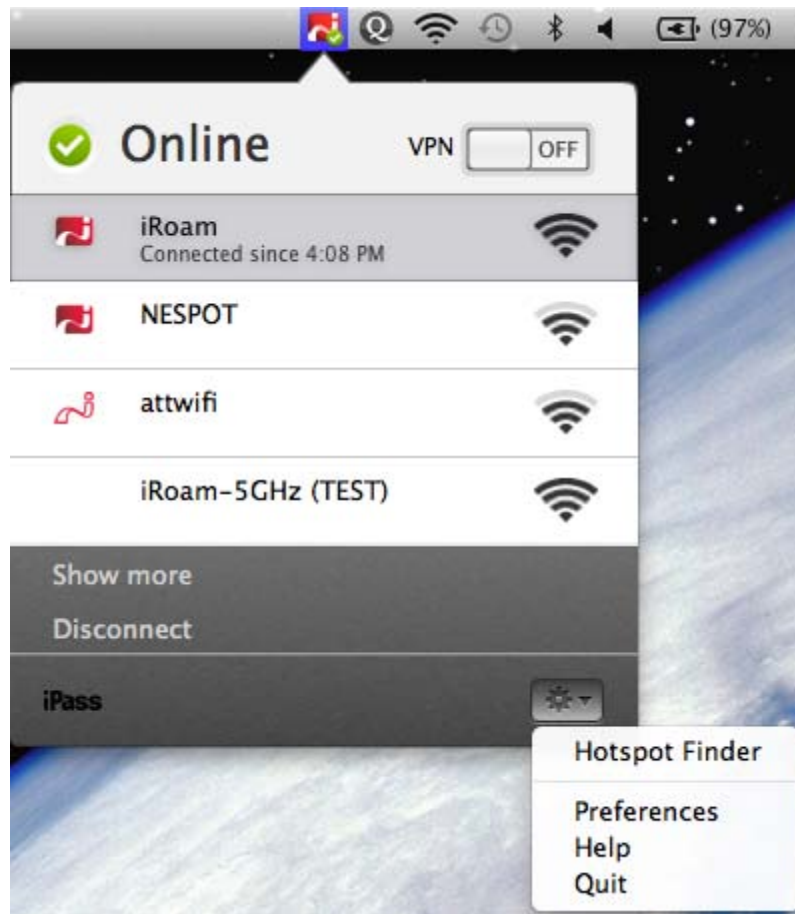 (97%)
Online
VPN OFF
iRoam
Connected since 4:08 PM
NESPOT
attwifi
iRoam-5GHz (TEST)
Show more
Disconnect
iPass
Hotspot Finder
Preferences
Help
Quit